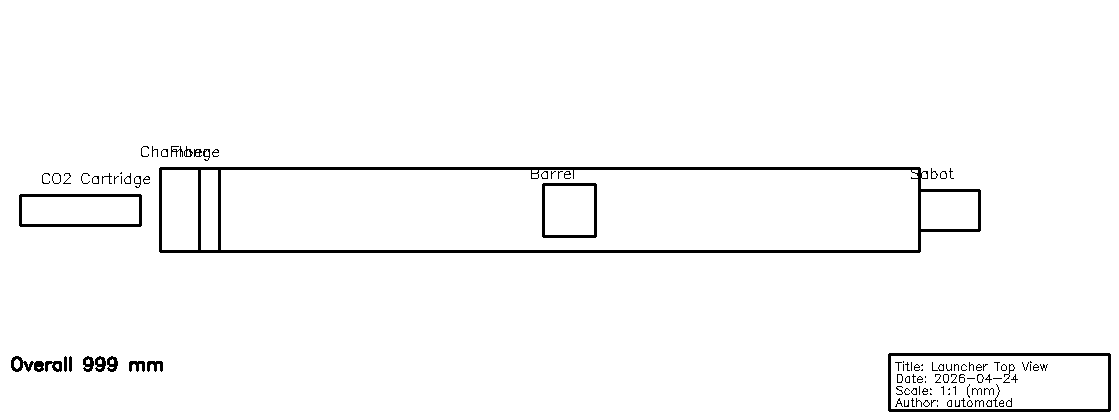 Chamber
Flange
CO2 Cartridge
Barrel
Sabot
Overall 999 mm
Title: Launcher Top View
Date: 2026-04-24
Scale: 1:1 (mm)
Author: automated